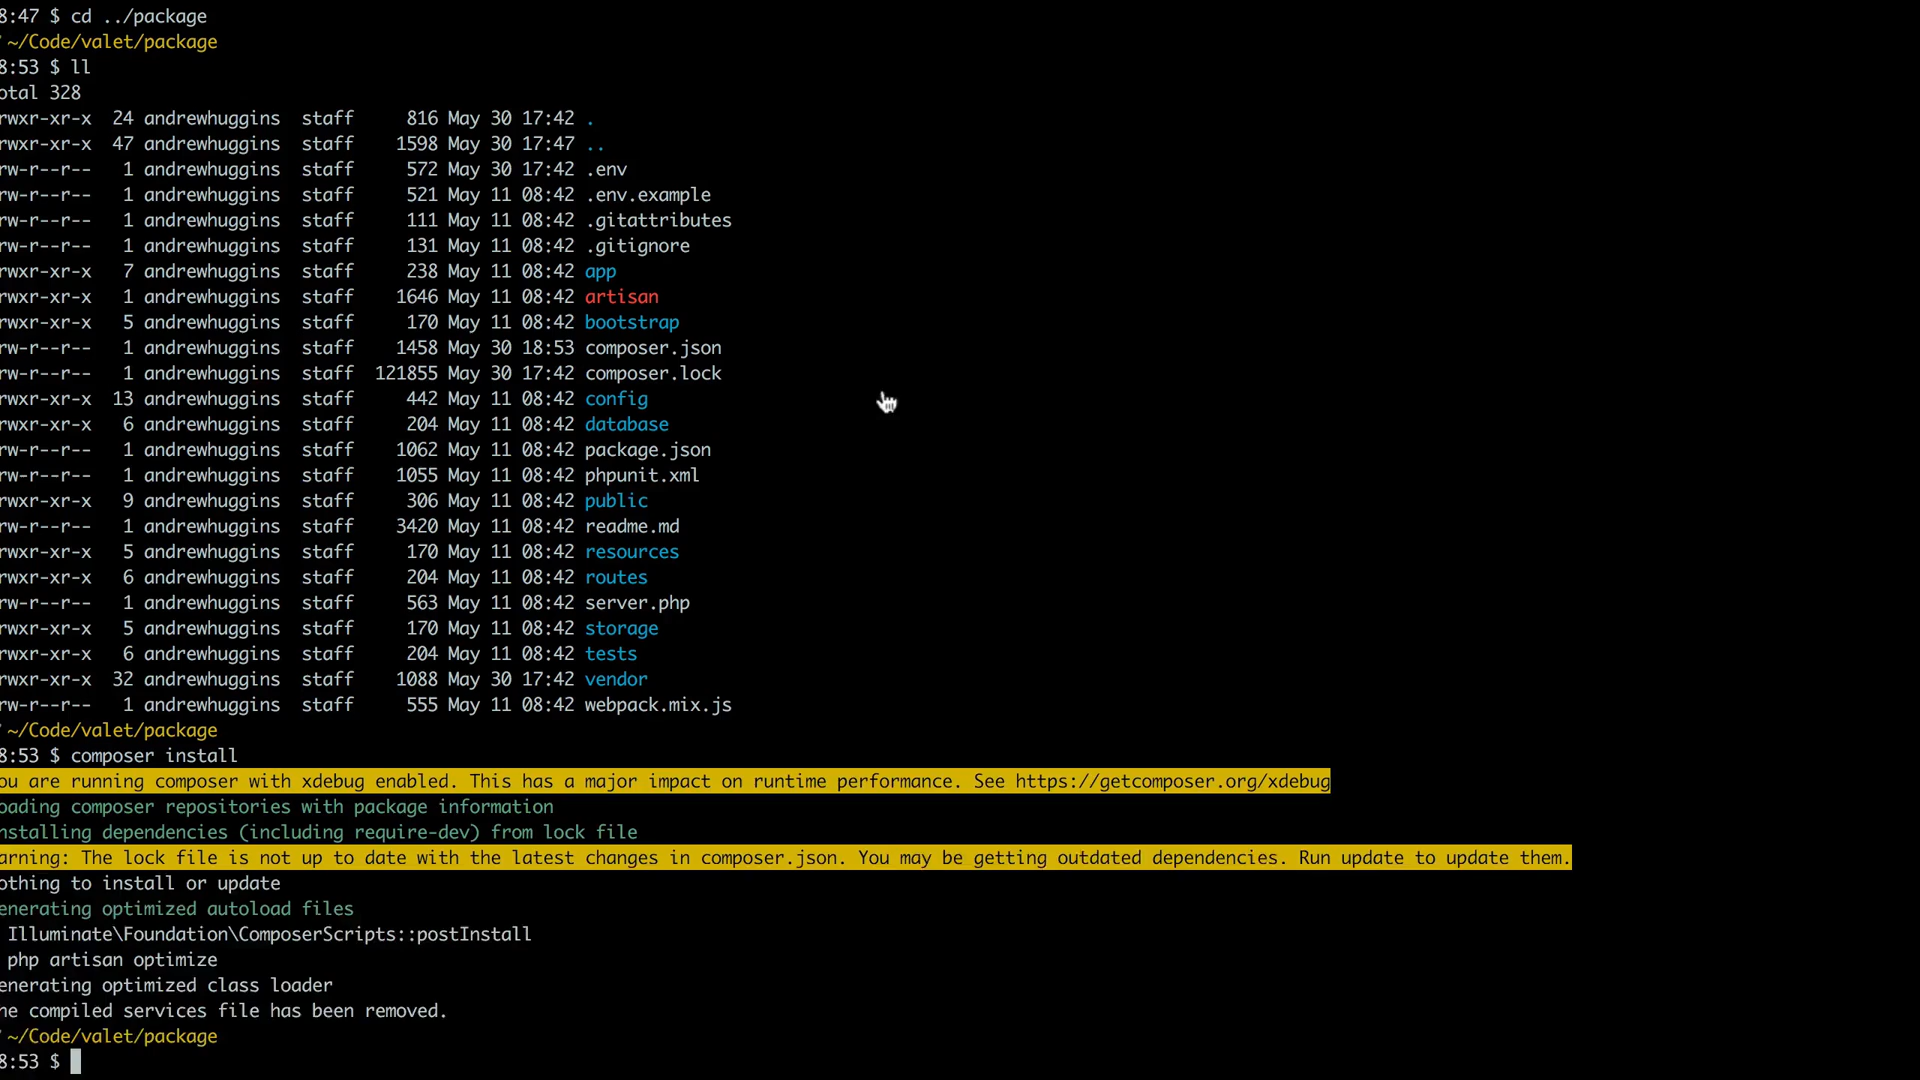 8:47 $ cd ../package
~/Code/valet/package
8:53 $ ll
otal 328
rwxr-xr-x  24 andrewhuggins  staff     816 May 30 17:42 .
rwxr-xr-x  47 andrewhuggins  staff    1598 May 30 17:47 ..
rw-r--r--   1 andrewhuggins  staff     572 May 30 17:42 .env
rw-r--r--   1 andrewhuggins  staff     521 May 11 08:42 .env.example
rw-r--r--   1 andrewhuggins  staff     111 May 11 08:42 .gitattributes
rw-r--r--   1 andrewhuggins  staff     131 May 11 08:42 .gitignore
rwxr-xr-x   7 andrewhuggins  staff     238 May 11 08:42 app
rwxr-xr-x   1 andrewhuggins  staff    1646 May 11 08:42 artisan
rwxr-xr-x   5 andrewhuggins  staff     170 May 11 08:42 bootstrap
rw-r--r--   1 andrewhuggins  staff    1458 May 30 18:53 composer.json
rw-r--r--   1 andrewhuggins  staff  121855 May 30 17:42 composer.lock
rwxr-xr-x  13 andrewhuggins  staff     442 May 11 08:42 config
rwxr-xr-x   6 andrewhuggins  staff     204 May 11 08:42 database
rw-r--r--   1 andrewhuggins  staff    1062 May 11 08:42 package.json
rw-r--r--   1 andrewhuggins  staff    1055 May 11 08:42 phpunit.xml
rwxr-xr-x   9 andrewhuggins  staff     306 May 11 08:42 public
rw-r--r--   1 andrewhuggins  staff    3420 May 11 08:42 readme.md
rwxr-xr-x   5 andrewhuggins  staff     170 May 11 08:42 resources
rwxr-xr-x   6 andrewhuggins  staff     204 May 11 08:42 routes
rw-r--r--   1 andrewhuggins  staff     563 May 11 08:42 server.php
rwxr-xr-x   5 andrewhuggins  staff     170 May 11 08:42 storage
rwxr-xr-x   6 andrewhuggins  staff     204 May 11 08:42 tests
rwxr-xr-x  32 andrewhuggins  staff    1088 May 30 17:42 vendor
rw-r--r--   1 andrewhuggins  staff     555 May 11 08:42 webpack.mix.js
~/Code/valet/package
8:53 $ composer install
ou are running composer with xdebug enabled. This has a major impact on runtime performance. See https://getcomposer.org/xdebug
oading composer repositories with package information
nstalling dependencies (including require-dev) from lock file
arning: The lock file is not up to date with the latest changes in composer.json. You may be getting outdated dependencies. Run update to update them.
othing to install or update
enerating optimized autoload files
Illuminate\Foundation\ComposerScripts::postInstall
php artisan optimize
enerating optimized class loader
he compiled services file has been removed.
~/Code/valet/package
8:53 $